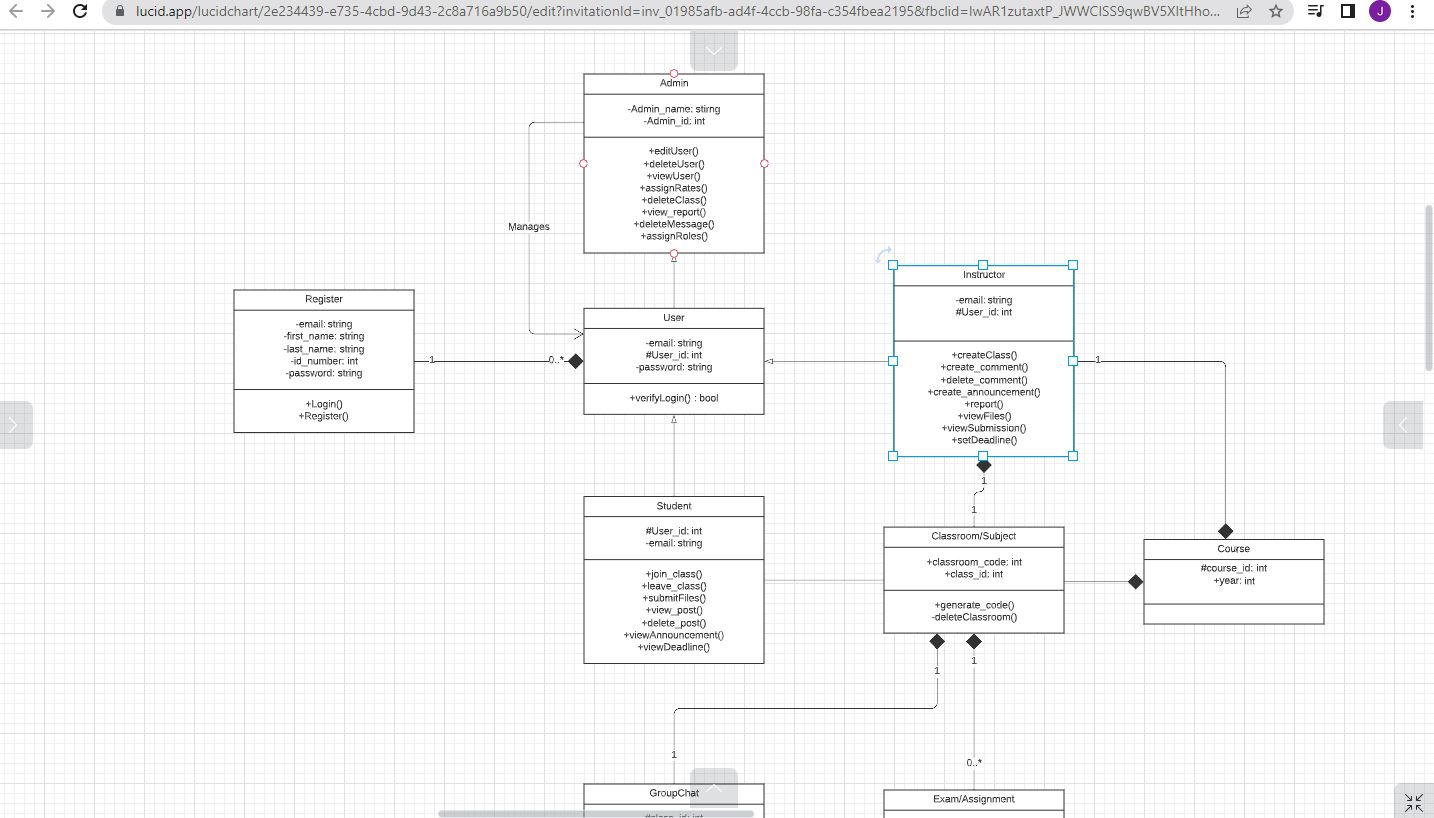 lucid.app/lucidchart/2e234439-e735-4cbd-9d43-2c8a716a9b50/edit?invitationId=inv_01985afb-ad4f-4ccb-98fa-c354fbea2195&fbclid=IwAR1zutaxtP_JWWCISS9qwBV5XItHho...
J
Admin
-Admin_name: stirng
-Admin_id: int
+editUser()
+deleteUser()
+viewUser()
+assignRates()
+deleteClass()
+view_report()
+deleteMessage()
+assignRoles()
Manages
Register
-email: string
-first_name: string
-last_name: string
-id_number: int
-password: string
+Login()
+Register()
1
0..*
User
-email: string
#User_id: int
-password: string
+verifyLogin() : bool
Instructor
-email: string
#User_id: int
+createClass()
+create_comment()
+delete_comment()
+create_announcement()
+report()
+viewFiles()
+viewSubmission()
+setDeadline()
1
1
1
Student
#User_id: int
-email: string
+join_class()
+leave_class()
+submitFiles()
+view_post()
+delete_post()
+viewAnnouncement()
+viewDeadline()
Classroom/Subject
+classroom_code: int
+class_id: int
+generate_code()
-deleteClassroom()
Course
#course_id: int
+year: int
1
1
1
0..*
GroupChat
#class_id: int
Exam/Assignment